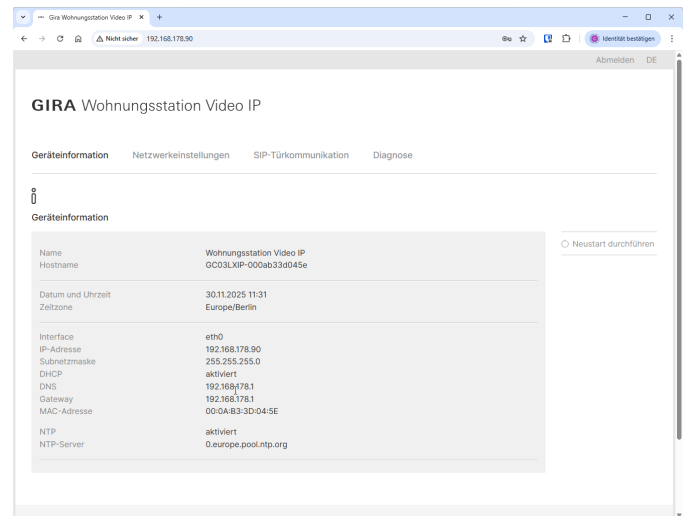 Gira Wohnungsstation Video IP
Nicht sicher 192.168.178.90
Identität bestätigen
Abmelden DE
GIRA Wohnungsstation Video IP
Geräteinformation Netzwerkeinstellungen SIP-Türkommunikation Diagnose
Geräteinformation
Neustart durchführen
Name Wohnungsstation Video IP
Hostname GC03LXIP-000ab33d045e
Datum und Uhrzeit 30.11.2025 11:31
Zeitzone Europe/Berlin
Interface eth0
IP-Adresse 192.168.178.90
Subnetzmaske 255.255.255.0
DHCP aktiviert
DNS 192.168.178.1
Gateway 192.168.178.1
MAC-Adresse 00:0A:B3:3D:04:5E
NTP aktiviert
NTP-Server 0.europe.pool.ntp.org